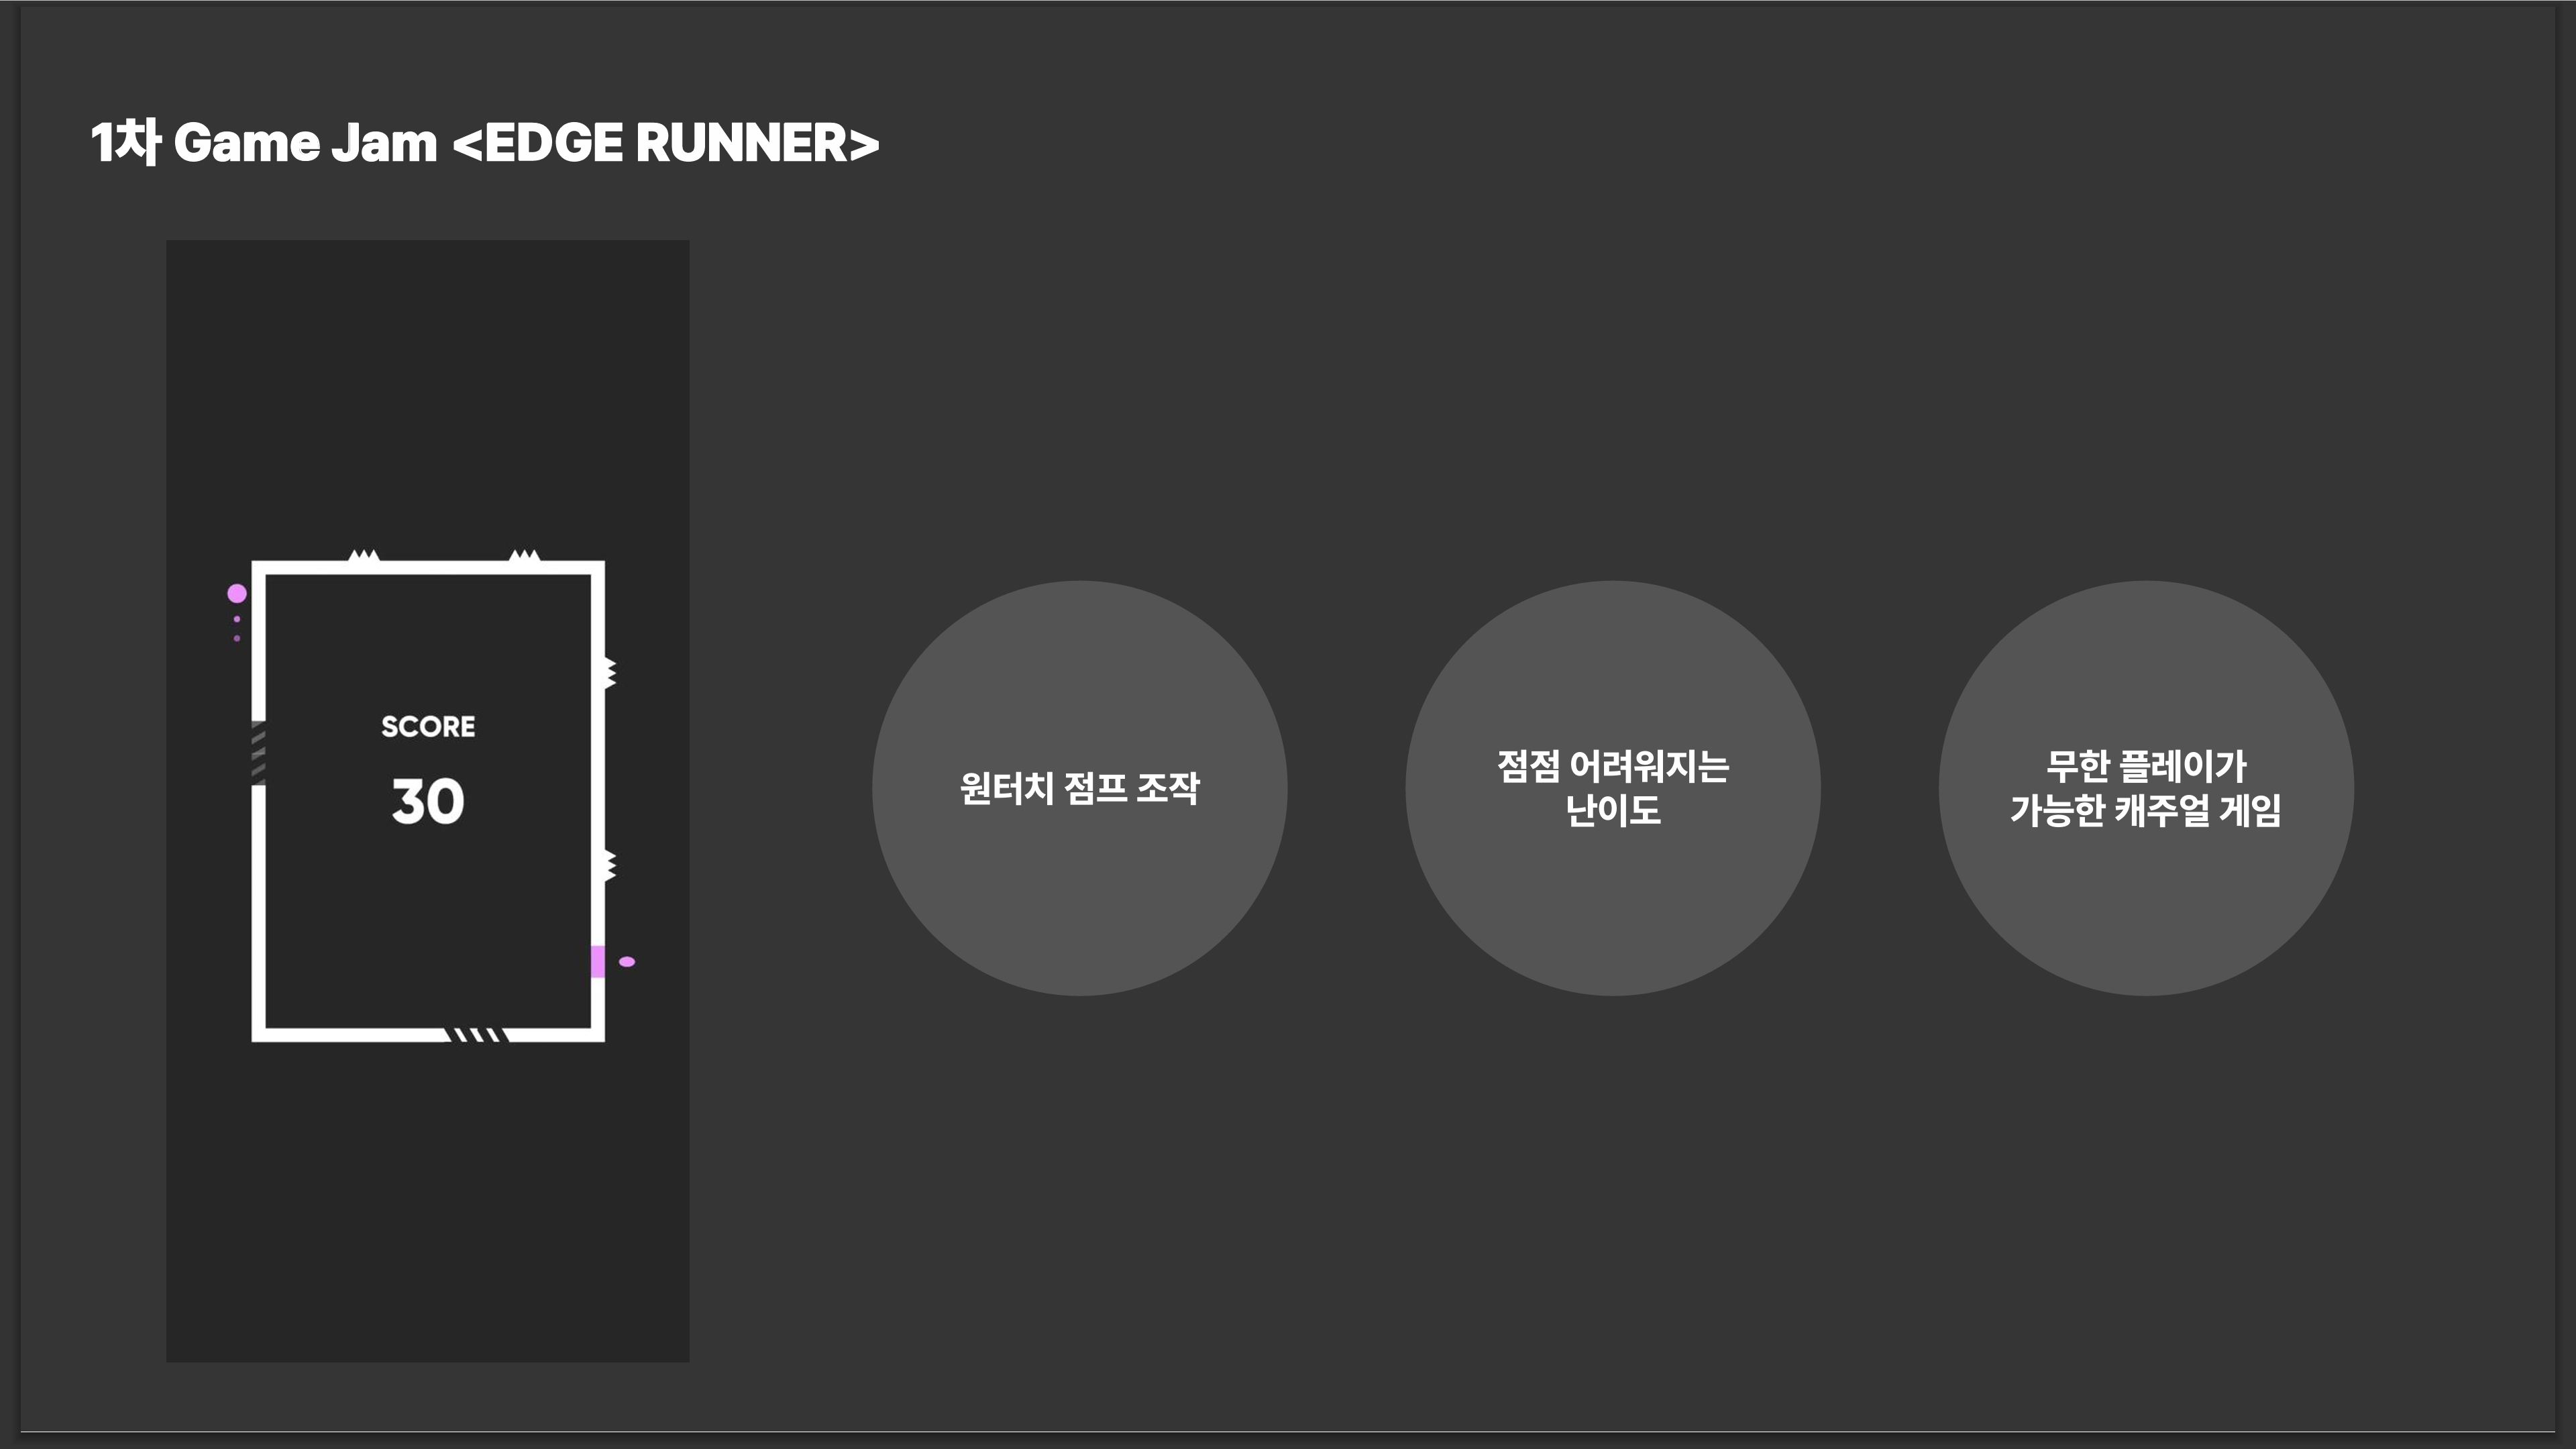 1차 Game Jam <EDGE RUNNER>
SCORE
30
원터치 점프 조작
점점 어려워지는
난이도
무한 플레이가
가능한 캐주얼 게임